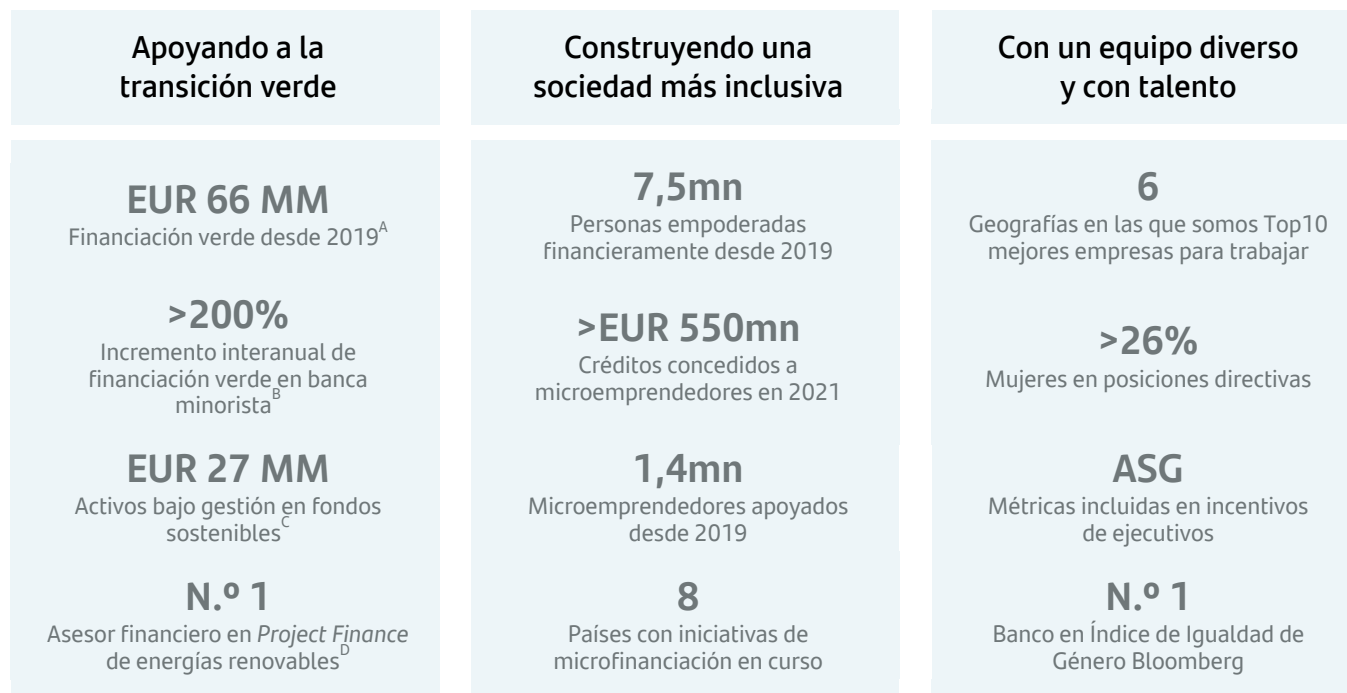 Apoyando a la
transición verde
EUR 66 MM
Financiación verde desde 2019A
>200%
Incremento interanual de
financiación verde en banca
minoristaB
EUR 27 MM
Activos bajo gestión en fondos
sosteniblesC
N.º 1
Asesor financiero en Project Finance
de energías renovablesD
Construyendo una
sociedad más inclusiva
7,5mn
Personas empoderadas
financieramente desde 2019
>EUR 550mn
Créditos concedidos a
microemprendedores en 2021
1,4mn
Microemprendedores apoyados
desde 2019
8
Países con iniciativas de
microfinanciación en curso
Con un equipo diverso
y con talento
6
Geografías en las que somos Top10
mejores empresas para trabajar
>26%
Mujeres en posiciones directivas
ASG
Métricas incluidas en incentivos
de ejecutivos
N.º 1
Banco en Índice de Igualdad de
Género Bloomberg